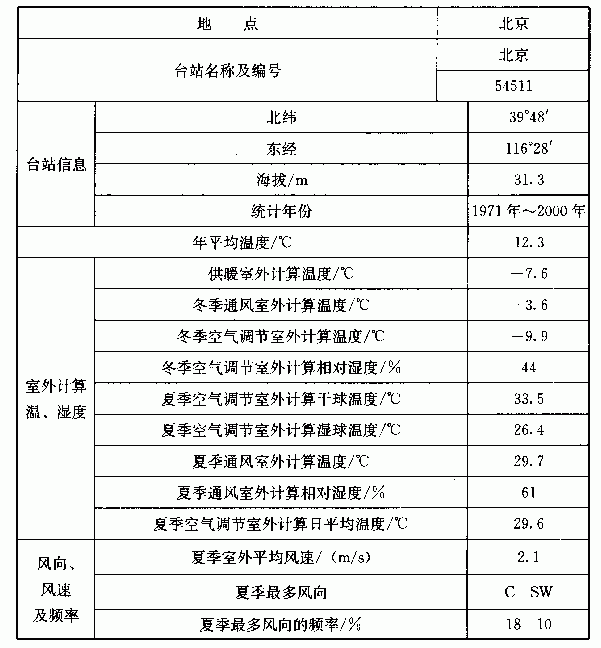 地 点 北京
台站名称及编号 北京
54511
台站信息
北纬 39°48′
东经 116°28′
海拔/m 31.3
统计年份 1971年～2000年
年平均温度/℃ 12.3
室外计算
温、湿度
供暖室外计算温度/℃ －7.6
冬季通风室外计算温度/℃ 3.6
冬季空气调节室外计算温度/℃ －9.9
冬季空气调节室外计算相对湿度/% 44
夏季空气调节室外计算干球温度/℃ 33.5
夏季空气调节室外计算湿球温度/℃ 26.4
夏季通风室外计算温度/℃ 29.7
夏季通风室外计算相对湿度/% 61
夏季空气调节室外计算日平均温度/℃ 29.6
风向、
风速
及频率
夏季室外平均风速/（m/s） 2.1
夏季最多风向 C SW
夏季最多风向的频率/% 18 10